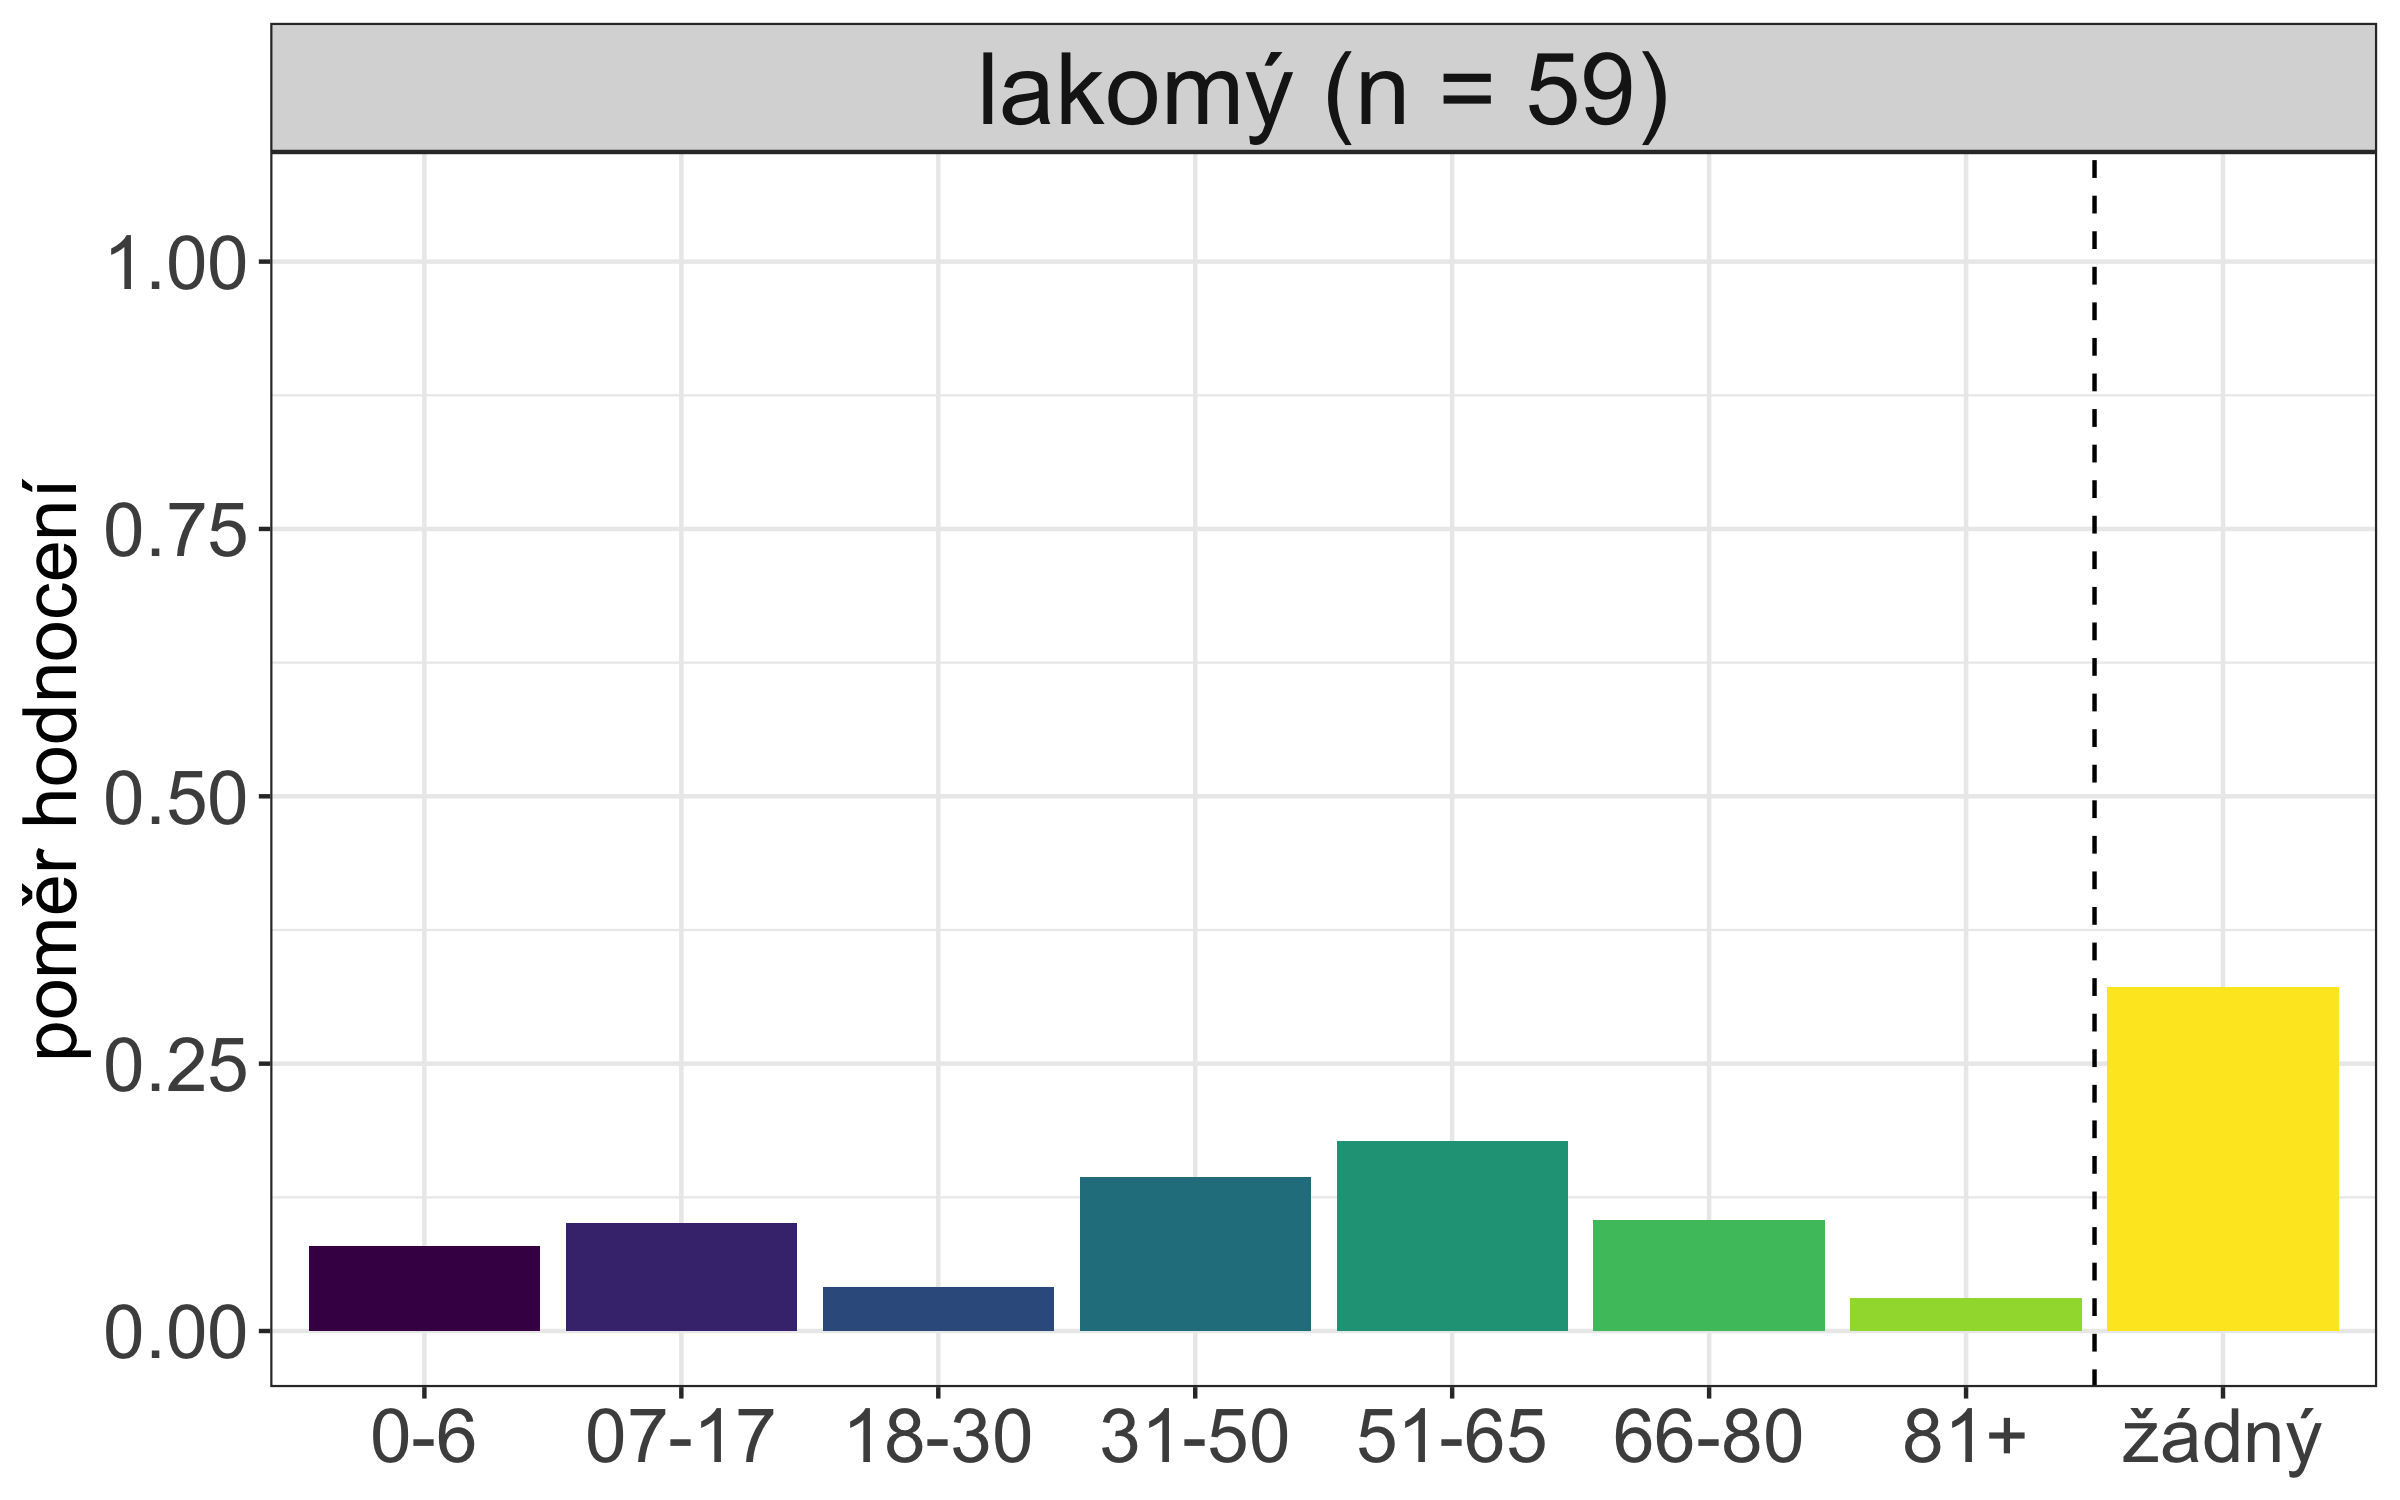 lakomý (n = 59)
poměr hodnocení
1.00
0.75
0.50
0.25
0.00
0-6 07-17 18-30 31-50 51-65 66-80 81+ žádný